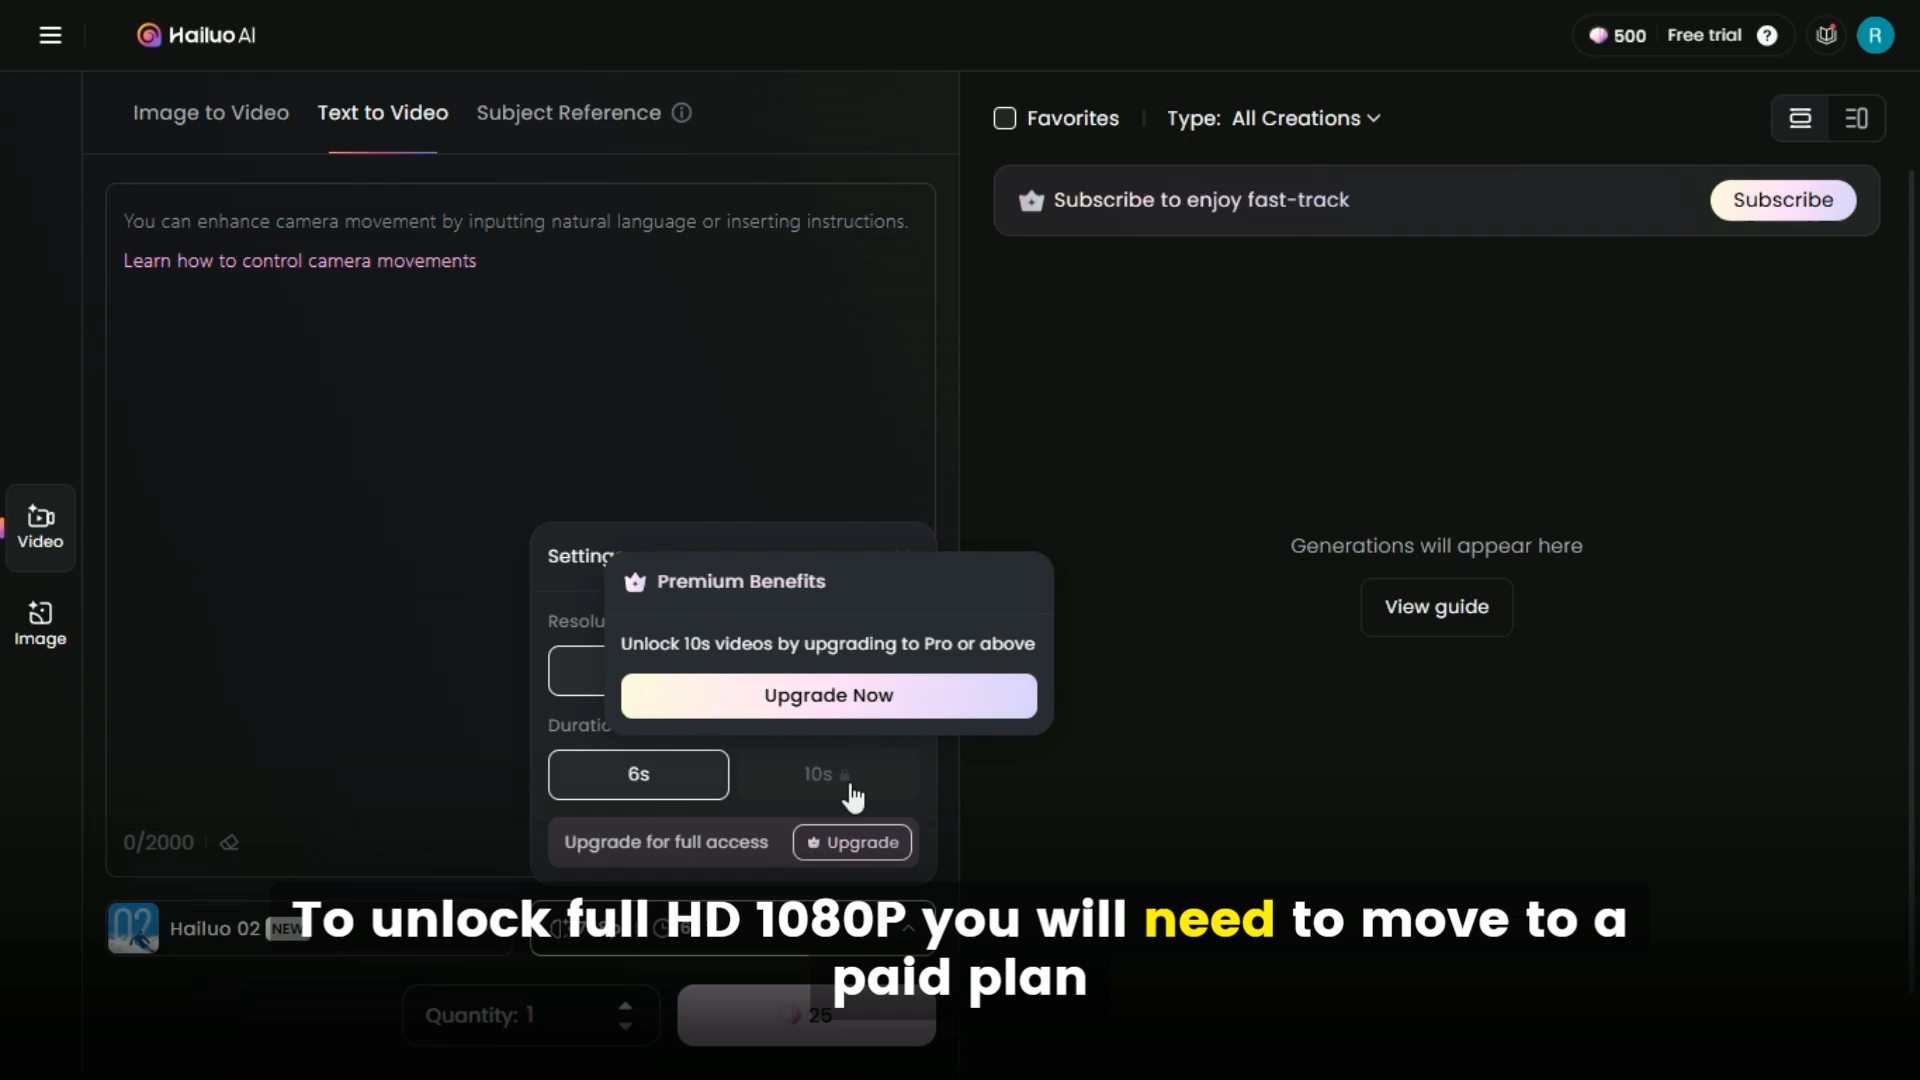 Hailuo AI
500 Free trial ?
R
Image to Video Text to Video Subject Reference
Favorites Type: All Creations
You can enhance camera movement by inputting natural language or inserting instructions.
Learn how to control camera movements
Subscribe to enjoy fast-track Subscribe
Video
Image
Generations will appear here
View guide
Premium Benefits
Unlock 10s videos by upgrading to Pro or above
Upgrade Now
6s 10s
0/2000
Upgrade for full access Upgrade
02 Hailuo 02 NEW
To unlock full HD 1080P you will need to move to a
paid plan
Quantity: 1 25